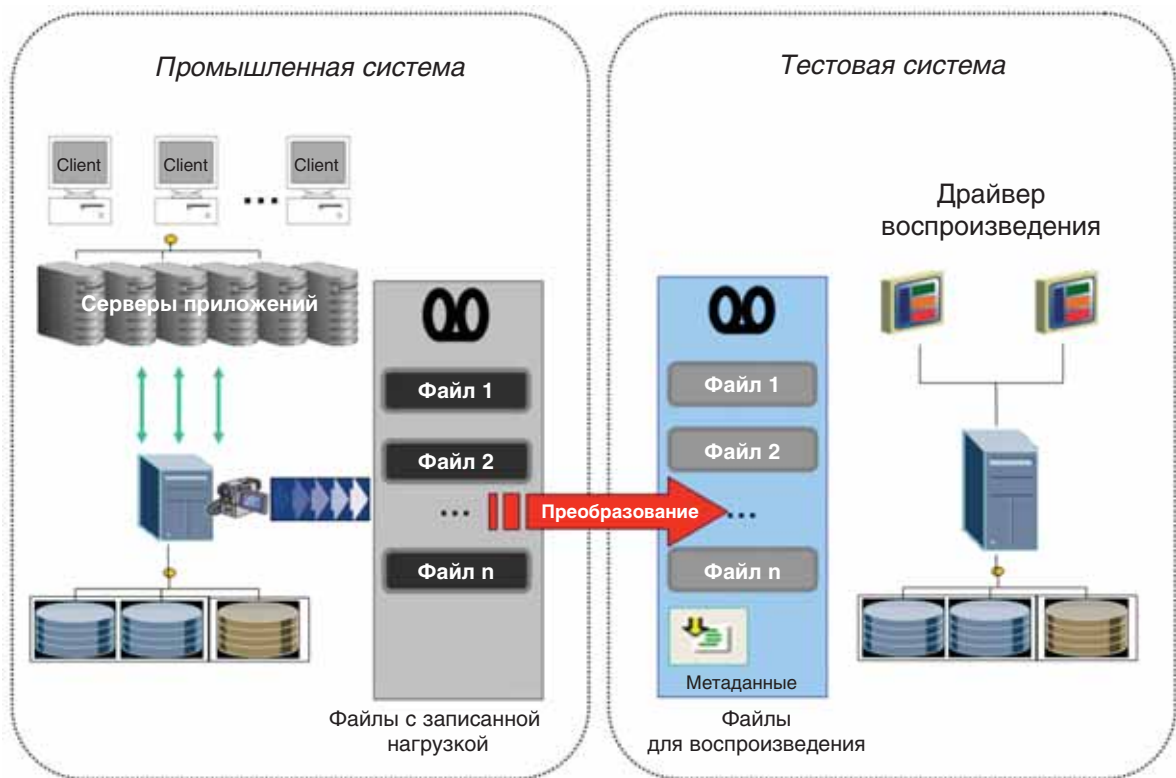 Промышленная система
Client
Client
Client
...
Серверы приложений
Файл 1
Файл 2
...
Файл n
Файлы с записанной
нагрузкой
Преобразование
Тестовая система
Драйвер
воспроизведения
Файл 1
Файл 2
...
Файл n
Метаданные
Файлы
для воспроизведения